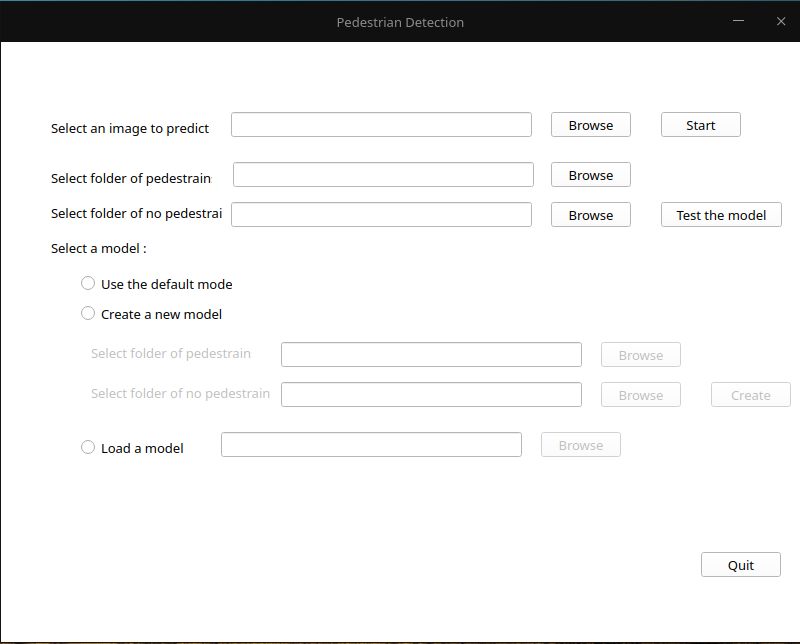 Pedestrian Detection
Select an image to predict Browse Start
Select folder of pedestrain Browse
Select folder of no pedestrai Browse Test the model
Select a model :
Use the default mode
Create a new model
Select folder of pedestrain Browse
Select folder of no pedestrain Browse Create
Load a model Browse
Quit